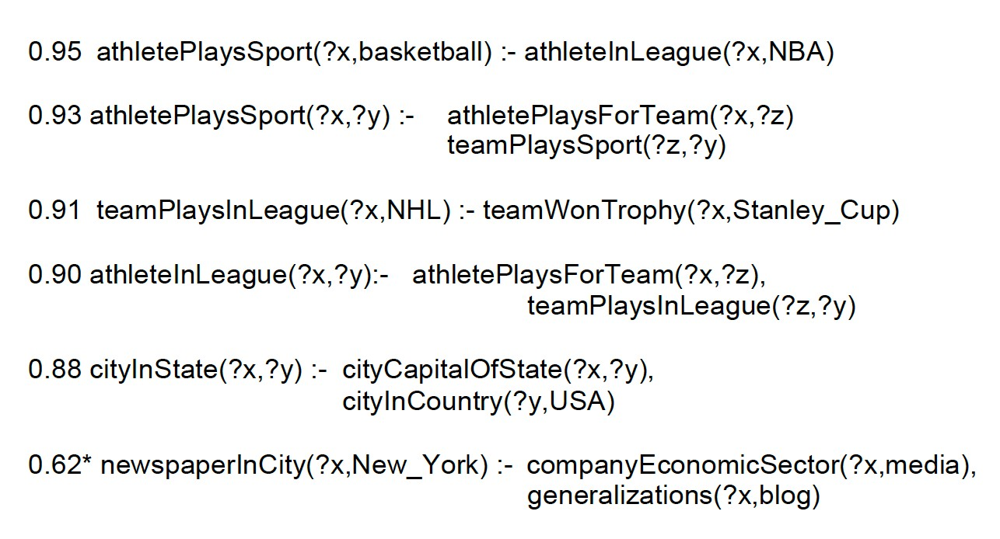 0.95 athletePlaysSport(?x,basketball) :- athleteInLeague(?x,NBA)
0.93 athletePlaysSport(?x,?y) :- athletePlaysForTeam(?x,?z)
teamPlaysSport(?z,?y)
0.91 teamPlaysInLeague(?x,NHL) :- teamWonTrophy(?x,Stanley_Cup)
0.90 athleteInLeague(?x,?y):- athletePlaysForTeam(?x,?z),
teamPlaysInLeague(?z,?y)
0.88 cityInState(?x,?y) :- cityCapitalOfState(?x,?y),
cityInCountry(?y,USA)
0.62* newspaperInCity(?x,New_York) :- companyEconomicSector(?x,media),
generalizations(?x,blog)